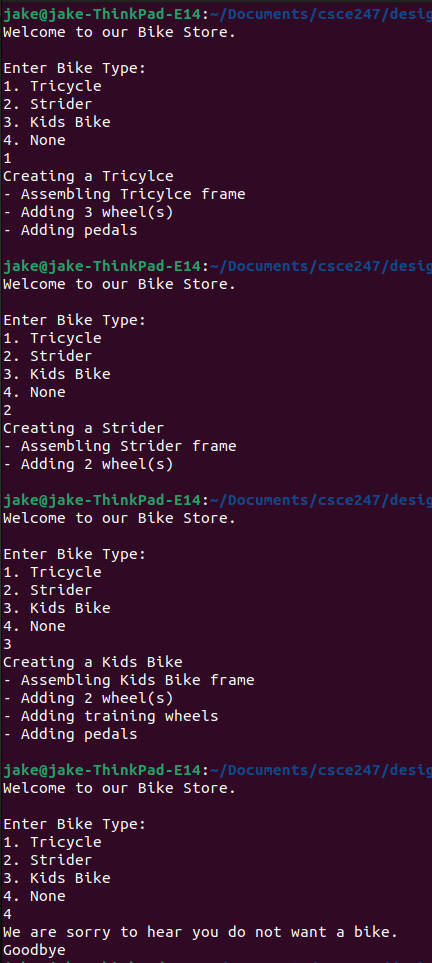 jake@jake-ThinkPad-E14:~/Documents/csce247/desig
Welcome to our Bike Store.
Enter Bike Type:
1. Tricycle
2. Strider
3. Kids Bike
4. None
1
Creating a Tricylce
- Assembling Tricylce frame
- Adding 3 wheel(s)
- Adding pedals
jake@jake-ThinkPad-E14:~/Documents/csce247/desig
Welcome to our Bike Store.
Enter Bike Type:
1. Tricycle
2. Strider
3. Kids Bike
4. None
2
Creating a Strider
- Assembling Strider frame
- Adding 2 wheel(s)
jake@jake-ThinkPad-E14:~/Documents/csce247/desig
Welcome to our Bike Store.
Enter Bike Type:
1. Tricycle
2. Strider
3. Kids Bike
4. None
3
Creating a Kids Bike
- Assembling Kids Bike frame
- Adding 2 wheel(s)
- Adding training wheels
- Adding pedals
jake@jake-ThinkPad-E14:~/Documents/csce247/desig
Welcome to our Bike Store.
Enter Bike Type:
1. Tricycle
2. Strider
3. Kids Bike
4. None
4
We are sorry to hear you do not want a bike.
Goodbye